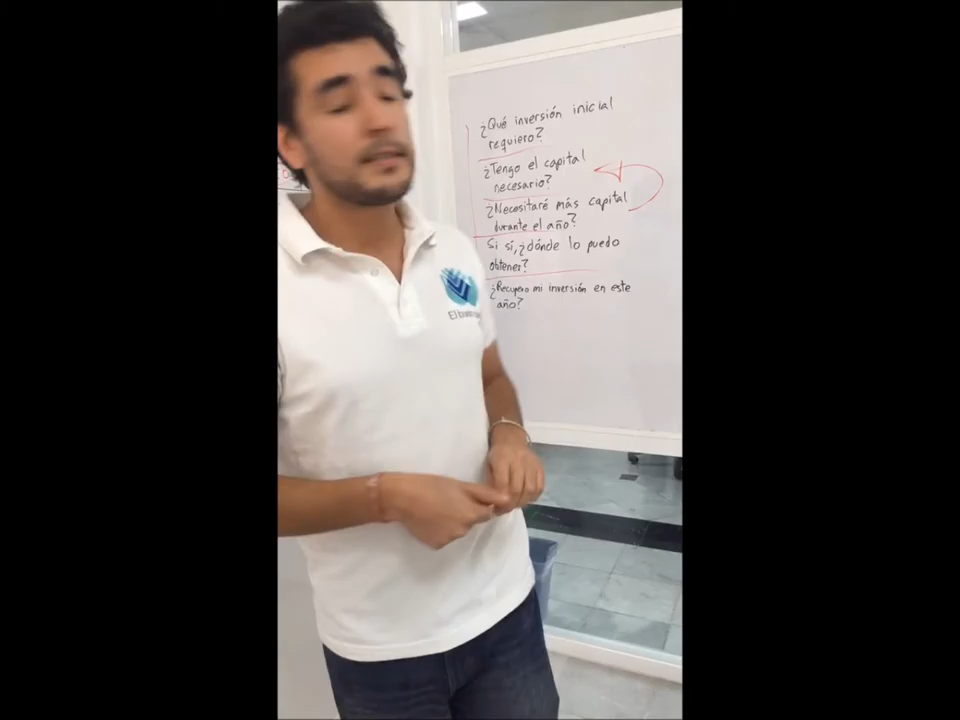 ¿Qué inversión inicial
requiero?
¿Tengo el capital
necesario?
¿Necesitaré más capital
durante el año?
Si sí, ¿dónde lo puedo
obtener?
¿Recupero mi inversión en este
año?
El